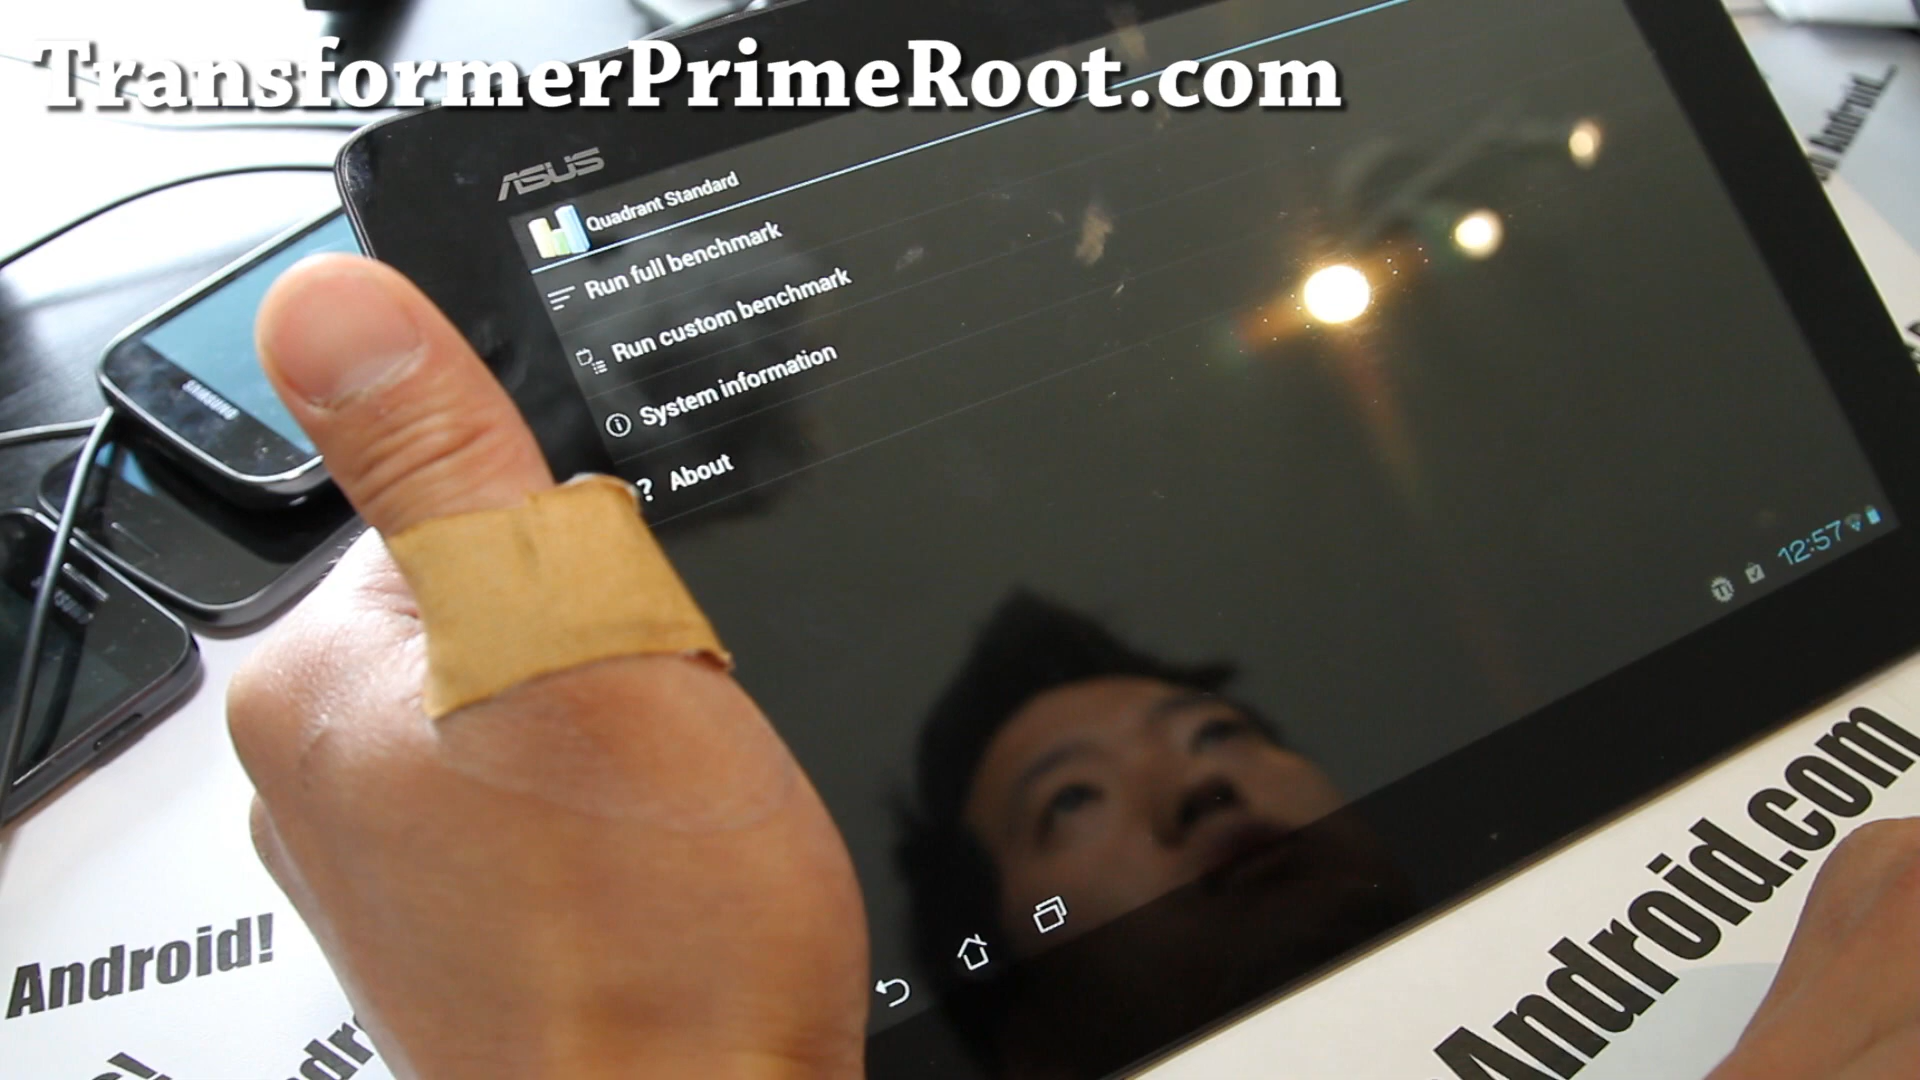 TransformerPrimeRoot.com
ASUS
Quadrant Standard
Run full benchmark
Run custom benchmark
System information
? About
12:57
SAMSUNG
Android!
Android.com
Android...